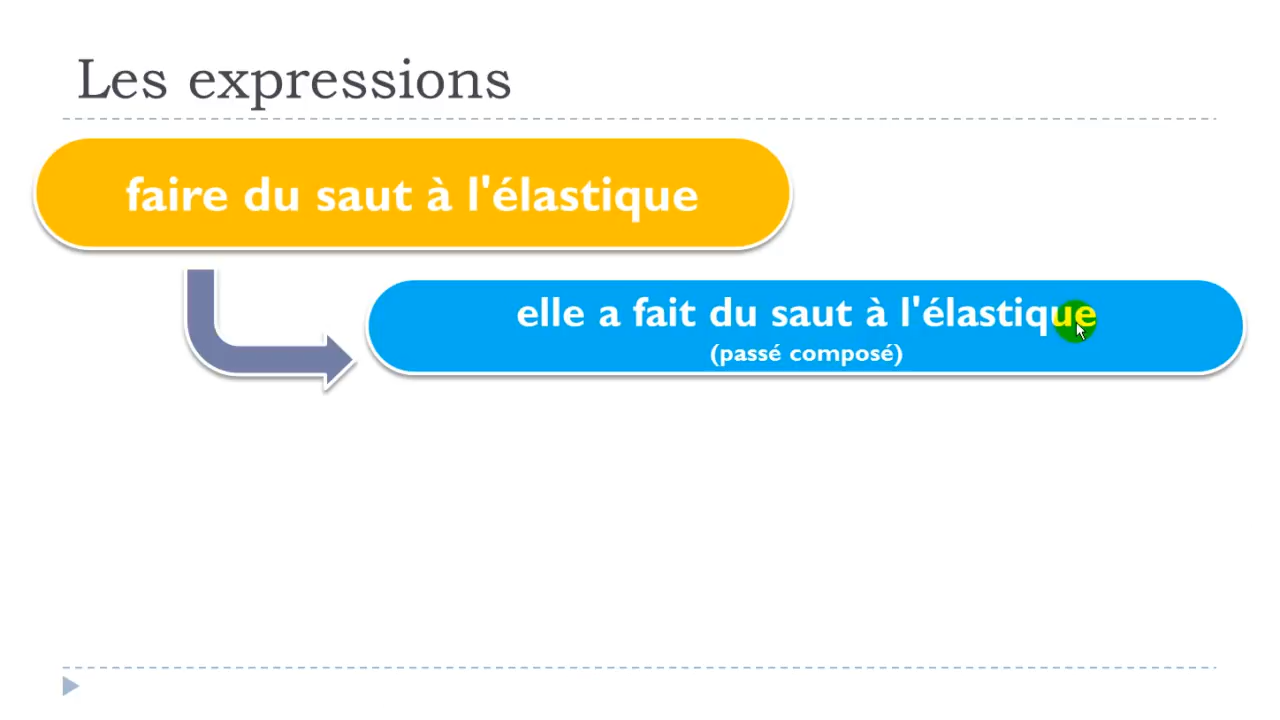 Les expressions
faire du saut à l'élastique
elle a fait du saut à l'élastique
(passé composé)